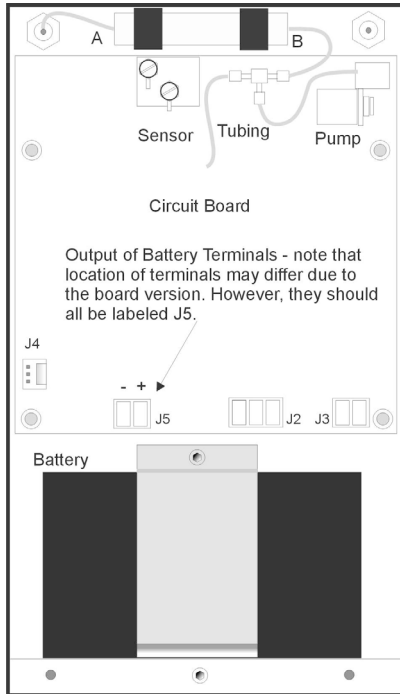 A
B
Sensor
Tubing
Pump
Circuit Board
Output of Battery Terminals - note that
location of terminals may differ due to
the board version. However, they should
all be labeled J5.
J4
- +
J5
J2
J3
Battery